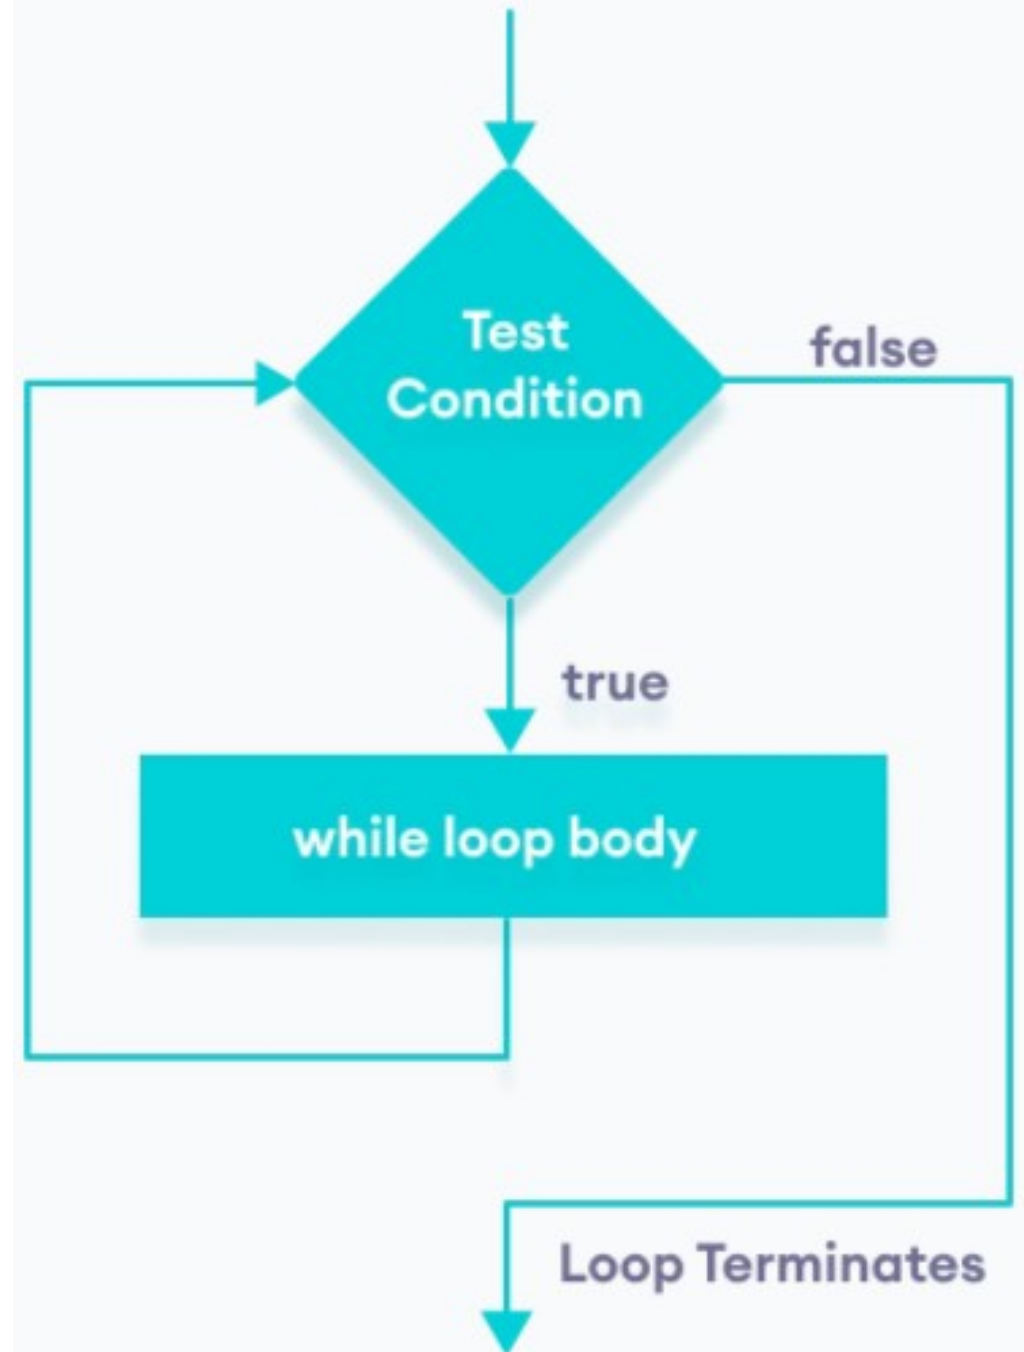 Test
Condition
false
true
while loop body
Loop Terminates